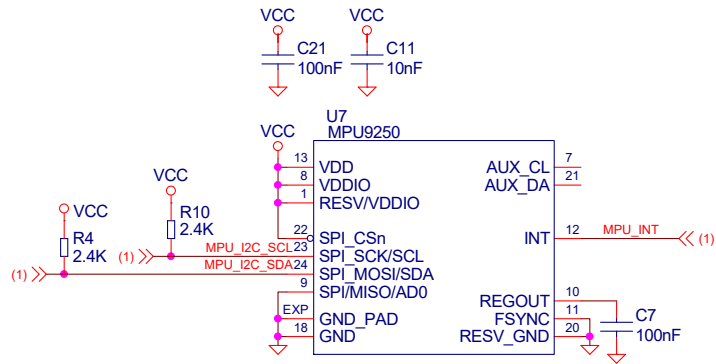 VCC
VCC
C21
100nF
C11
10nF
U7
MPU9250
VCC
13 VDD
8 VDDIO
1 RESV/VDDIO
22 SPI_CSn
23 SPI_SCK/SCL
24 SPI_MOSI/SDA
9 SPI/MISO/AD0
EXP GND_PAD
18 GND
AUX_CL 7
AUX_DA 21
INT 12
REGOUT 10
FSYNC 11
RESV_GND 20
VCC
R10
2.4K
VCC
R4
2.4K
(1) MPU_I2C_SCL
(1) MPU_I2C_SDA
MPU_INT (1)
C7
100nF